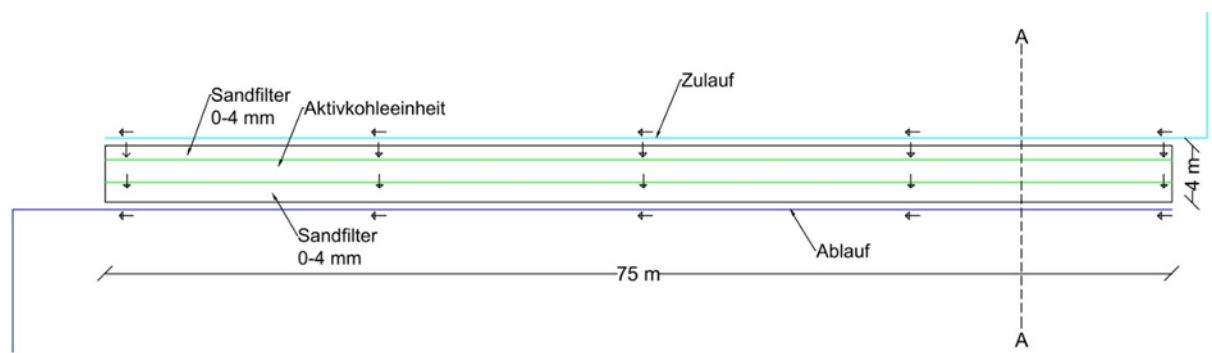 A
Zulauf
Sandfilter
0-4 mm
Aktivkohleeinheit
4 m
Sandfilter
0-4 mm
Ablauf
75 m
A